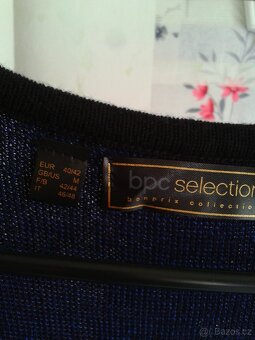 EUR 40/42
GB/US M
F/B 42/44
IT 46/48
bpc selection
bonprix collection
Bazos.cz